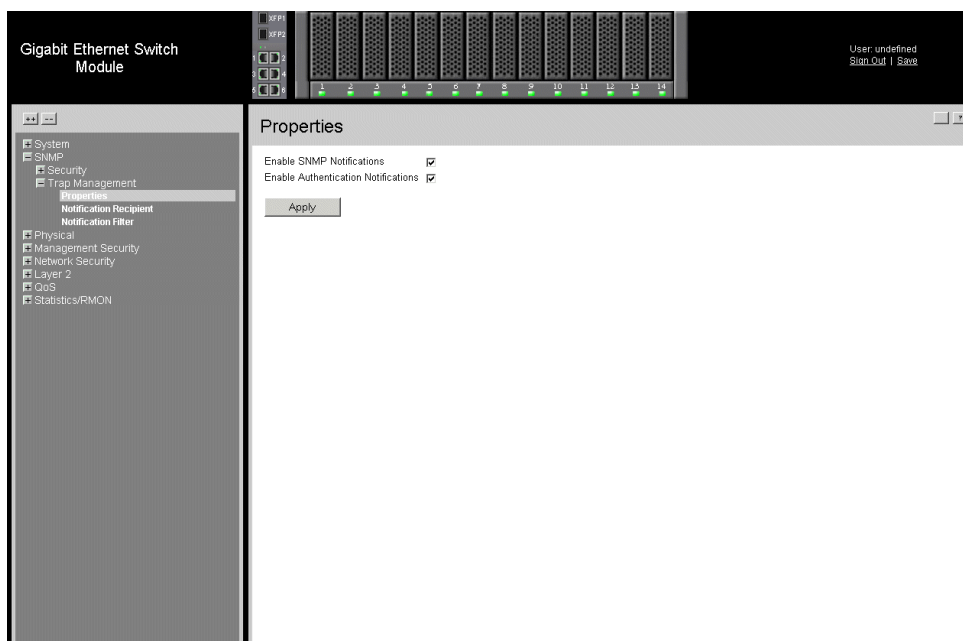 Gigabit Ethernet Switch
Module
XFP1
XFP2
1 2
3 4
5 6
1 2 3 4 5 6 7 8 9 10 11 12 13 14
User: undefined
Sign Out | Save
++ --
System
SNMP
Security
Trap Management
Properties
Notification Recipient
Notification Filter
Physical
Management Security
Network Security
Layer 2
QoS
Statistics/RMON
Properties
?
Enable SNMP Notifications
Enable Authentication Notifications
Apply